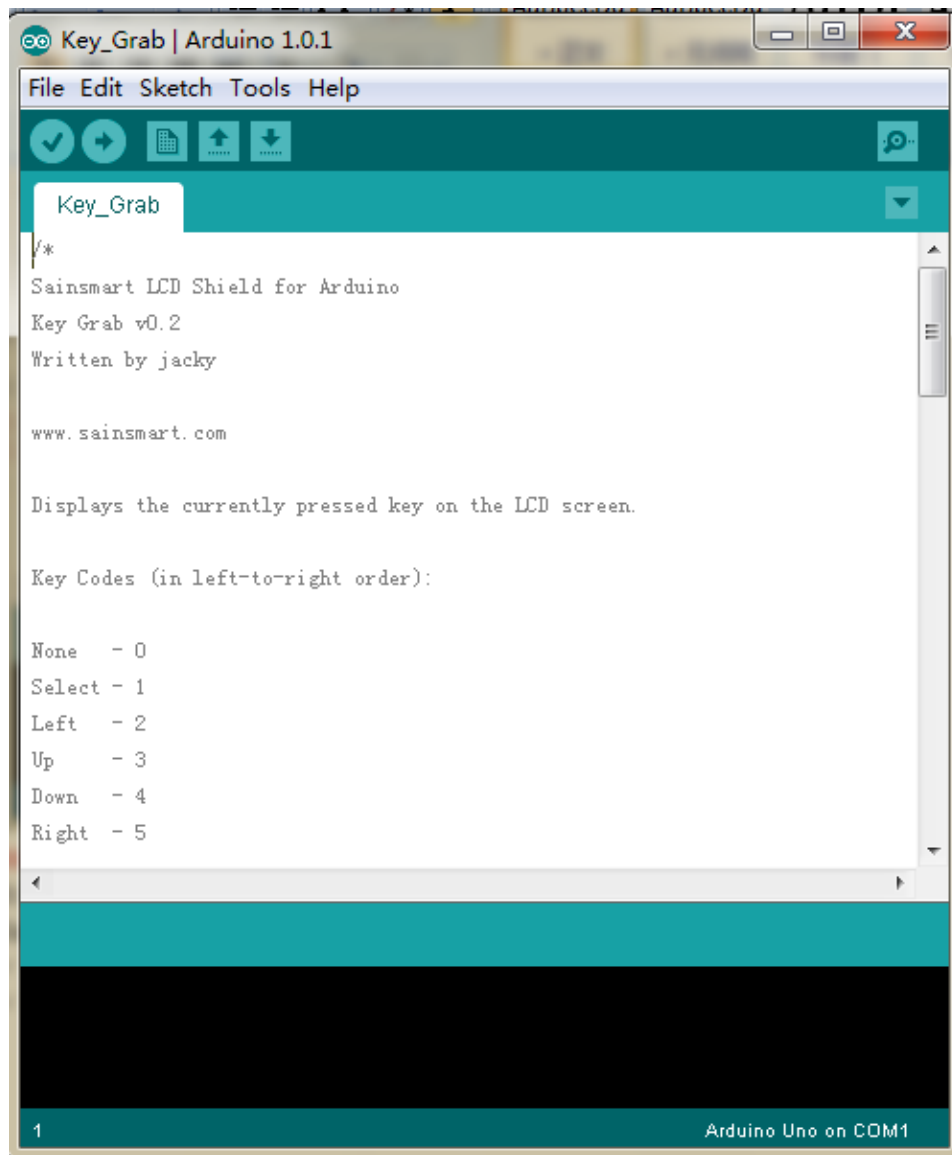 Key_Grab | Arduino 1.0.1
File Edit Sketch Tools Help
Key_Grab
/*
Sainsmart LCD Shield for Arduino
Key Grab v0.2
Written by jacky
www.sainsmart.com
Displays the currently pressed key on the LCD screen.
Key Codes (in left-to-right order):
None - 0
Select - 1
Left - 2
Up - 3
Down - 4
Right - 5
1
Arduino Uno on COM1